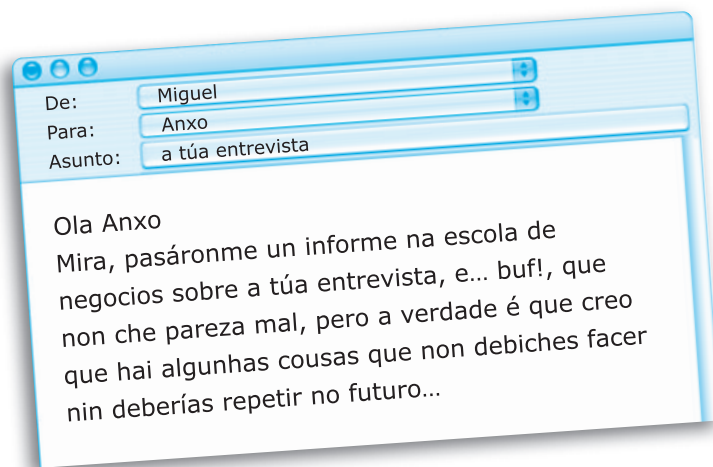 De: Miguel
Para: Anxo
Asunto: a túa entrevista
Ola Anxo
Mira, pasáronme un informe na escola de
negocios sobre a túa entrevista, e... buf!, que
non che pareza mal, pero a verdade é que creo
que hai algunhas cousas que non debiches facer
nin deberías repetir no futuro...